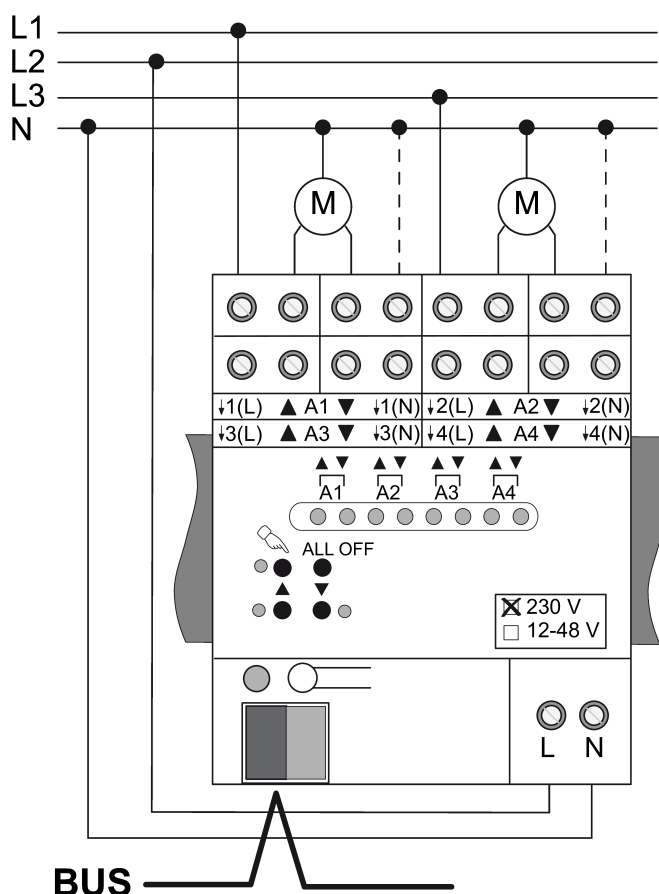 L1
L2
L3
N
M M
↓1(L) ▲ A1 ▼ ↓1(N) ↓2(L) ▲ A2 ▼ ↓2(N)
↓3(L) ▲ A3 ▼ ↓3(N) ↓4(L) ▲ A4 ▼ ↓4(N)
▲ ▼ ▲ ▼ ▲ ▼ ▲ ▼
A1 A2 A3 A4
ALL OFF
▲ ▼
230 V
12-48 V
L N
BUS